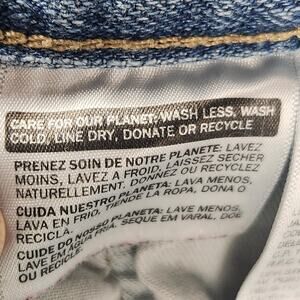 CARE FOR OUR PLANET: WASH LESS, WASH
COLD, LINE DRY, DONATE OR RECYCLE
PRENEZ SOIN DE NOTRE PLANETE: LAVEZ
MOINS, LAVEZ A FROID, LAISSEZ SECHER
NATURELLEMENT. DONNEZ OU RECYCLEZ
CUIDA NUESTRO PLANETA: LAVA MENOS,
LAVA EN FRIO, TIENDE LA ROPA, DONA O
RECICLA.
CUIDE DO NOSSO PLANETA: LAVE MENOS,
LAVE EM ÁGUA FRIA, SEQUE EM VARAL, DOE
OU RECICLE.